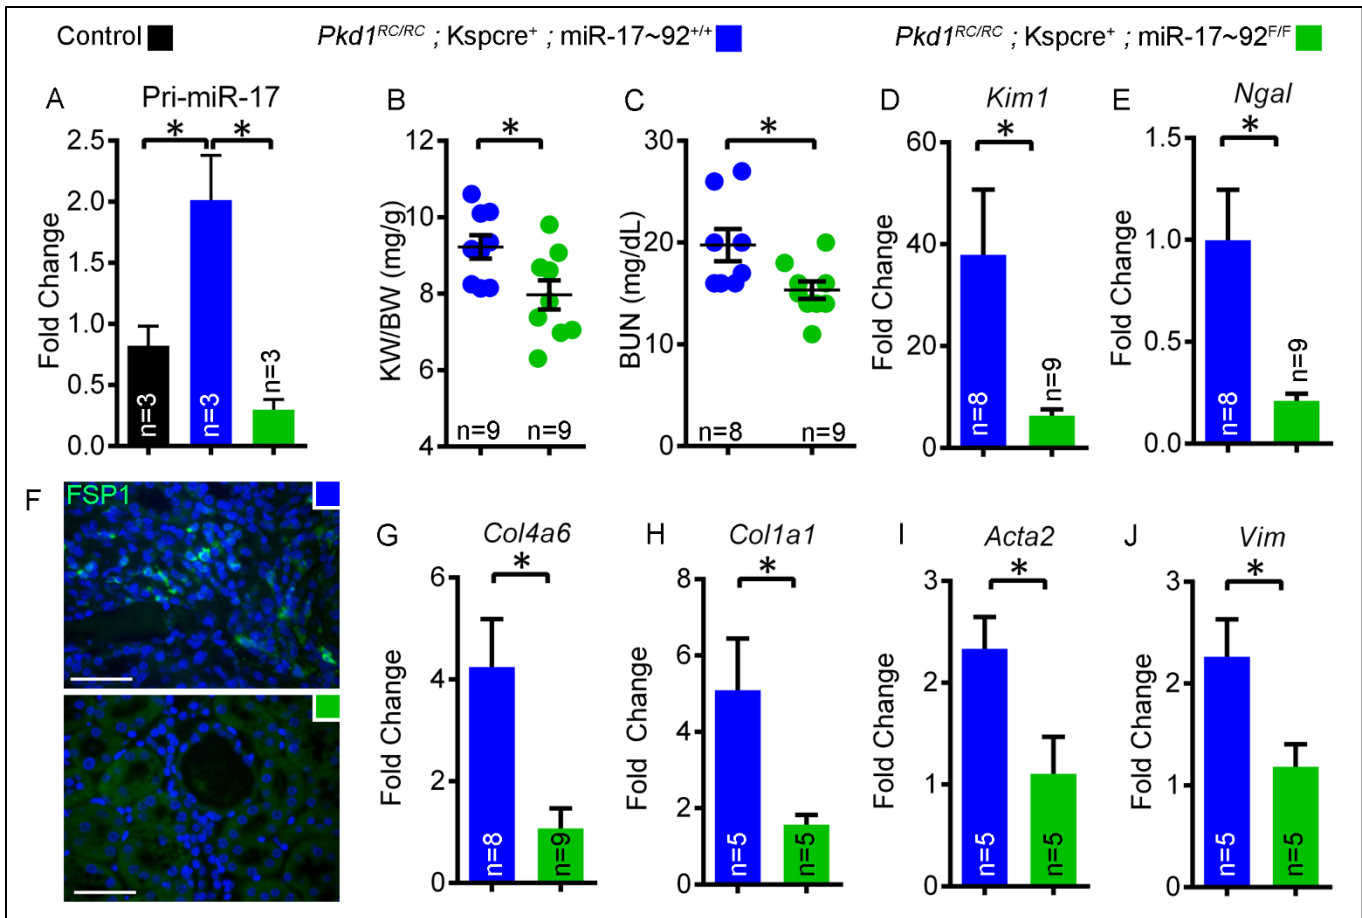 Control
Pkd1^RC/RC ; Kspcre⁺ ; miR-17~92^+/+
Pkd1^RC/RC ; Kspcre⁺ ; miR-17~92^F/F
A
Pri-miR-17
Fold Change
2.5
2.0
1.5
1.0
0.5
0.0
*
*
n=3
n=3
n=3
B
KW/BW (mg/g)
12
10
8
6
4
*
n=9
n=9
C
BUN (mg/dL)
30
20
10
0
*
n=8
n=9
D
Kim1
Fold Change
60
40
20
0
*
n=8
n=9
E
Ngal
Fold Change
1.5
1.0
0.5
0.0
*
n=8
n=9
F
FSP1
G
Col4a6
Fold Change
6
4
2
0
*
n=8
n=9
H
Col1a1
Fold Change
8
6
4
2
0
*
n=5
n=5
I
Acta2
Fold Change
3
2
1
0
*
n=5
n=5
J
Vim
Fold Change
3
2
1
0
*
n=5
n=5